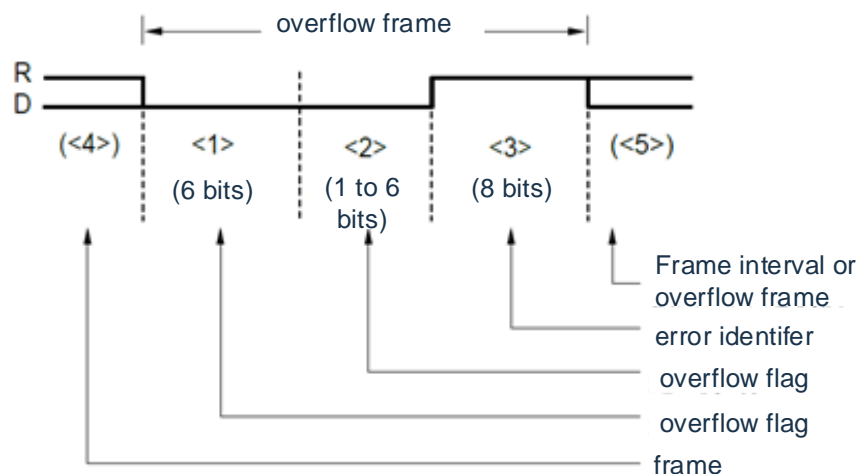 overflow frame
R
D
(<4>) <1> <2> <3> (<5>)
(6 bits) (1 to 6 bits) (8 bits)
Frame interval or
overflow frame
error identifer
overflow flag
overflow flag
frame